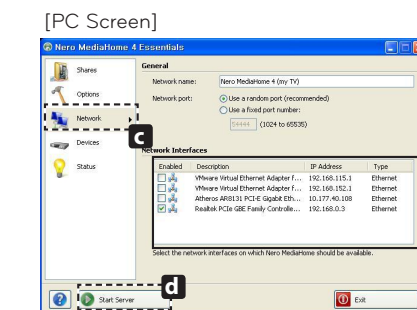 [PC Screen]
Nero MediaHome 4 Essentials
Shares
Options
Network
Devices
Status
c
General
Network name: Nero MediaHome 4 (my TV)
Network port: Use a random port (recommended)
Use a fixed port number:
54444 (1024 to 65535)
Network Interfaces
Enabled Description IP Address Type
VMware Virtual Ethernet Adapter f... 192.168.115.1 Ethernet
VMware Virtual Ethernet Adapter f... 192.168.152.1 Ethernet
Atheros AR8131 PCI-E Gigabit Eth... 10.177.40.108 Ethernet
Realtek PCIe GBE Family Controlle... 192.168.0.3 Ethernet
Select the network interfaces on which Nero MediaHome should be available.
Start Server
d
Exit